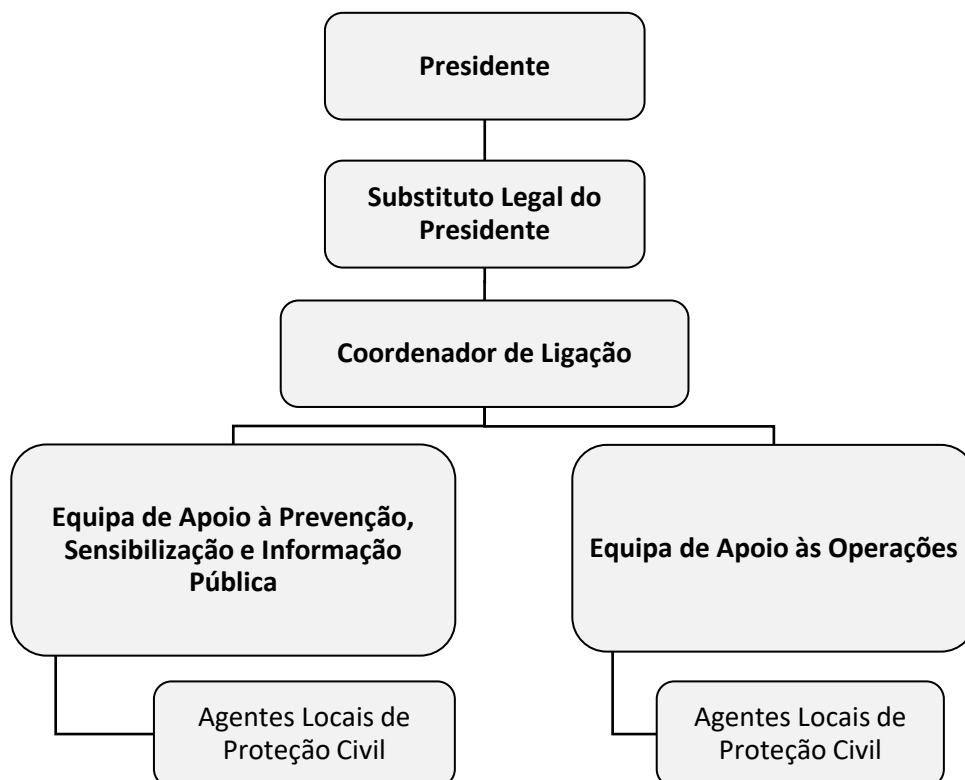 Presidente
Substituto Legal do
Presidente
Coordenador de Ligação
Equipa de Apoio à Prevenção,
Sensibilização e Informação
Pública
Equipa de Apoio às Operações
Agentes Locais de
Proteção Civil
Agentes Locais de
Proteção Civil